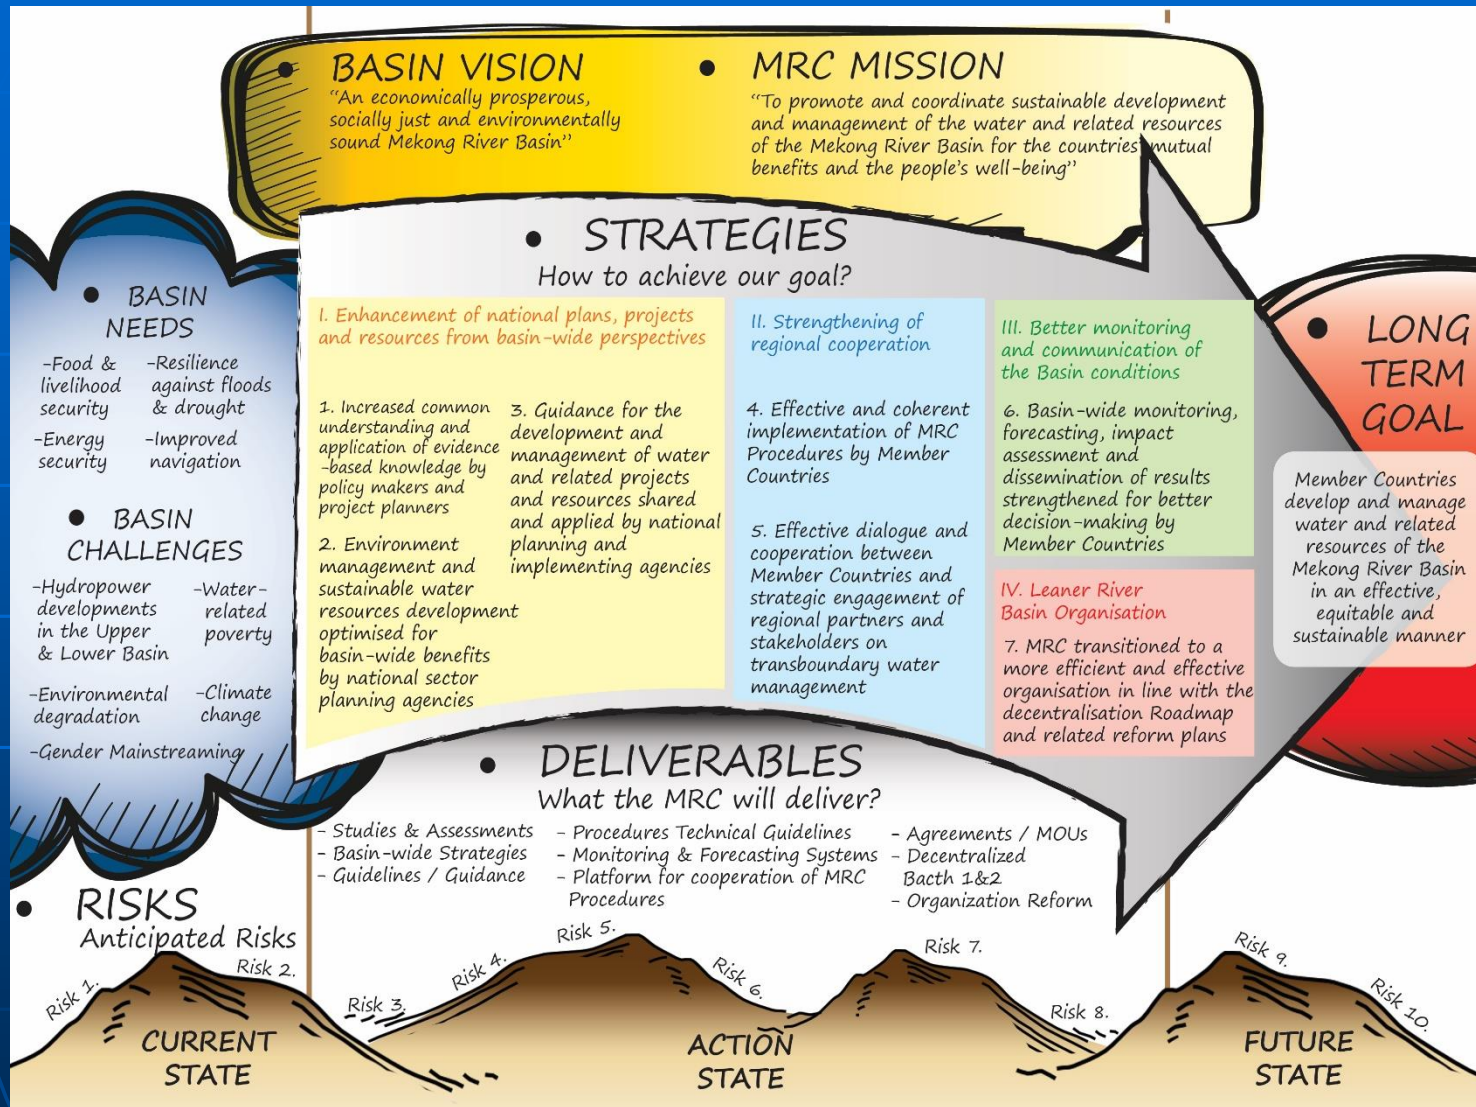 • BASIN VISION
“An economically prosperous,
socially just and environmentally
sound Mekong River Basin”
• MRC MISSION
“To promote and coordinate sustainable development
and management of the water and related resources
of the Mekong River Basin for the countries' mutual
benefits and the people's well-being”
• STRATEGIES
How to achieve our goal?
• BASIN
NEEDS
-Food &
livelihood
security
-Resilience
against floods
& drought
-Energy
security
-Improved
navigation
• BASIN
CHALLENGES
-Hydropower
developments
in the Upper
& Lower Basin
-Water-
related
poverty
-Environmental
degradation
-Climate
change
-Gender Mainstreaming
I. Enhancement of national plans, projects
and resources from basin-wide perspectives
1. Increased common
understanding and
application of evidence
-based knowledge by
policy makers and
project planners
2. Environment
management and
sustainable water
resources development
optimised for
basin-wide benefits
by national sector
planning agencies
3. Guidance for the
development and
management of water
and related projects
and resources shared
and applied by national
planning and
implementing agencies
II. Strengthening of
regional cooperation
4. Effective and coherent
implementation of MRC
Procedures by Member
Countries
5. Effective dialogue and
cooperation between
Member Countries and
strategic engagement of
regional partners and
stakeholders on
transboundary water
management
III. Better monitoring
and communication of
the Basin conditions
6. Basin-wide monitoring,
forecasting, impact
assessment and
dissemination of results
strengthened for better
decision-making by
Member Countries
IV. Leaner River
Basin Organisation
7. MRC transitioned to a
more efficient and effective
organisation in line with the
decentralisation Roadmap
and related reform plans
• LONG
TERM
GOAL
Member Countries
develop and manage
water and related
resources of the
Mekong River Basin
in an effective,
equitable and
sustainable manner
• DELIVERABLES
What the MRC will deliver?
- Studies & Assessments
- Basin-wide Strategies
- Guidelines / Guidance
- Procedures Technical Guidelines
- Monitoring & Forecasting Systems
- Platform for cooperation of MRC
Procedures
- Agreements / MOUs
- Decentralized
Bacth 1&2
- Organization Reform
• RISKS
Anticipated Risks
Risk 1.
Risk 2.
Risk 3.
Risk 4.
Risk 5.
Risk 6.
Risk 7.
Risk 8.
Risk 9.
Risk 10.
CURRENT
STATE
ACTION
STATE
FUTURE
STATE